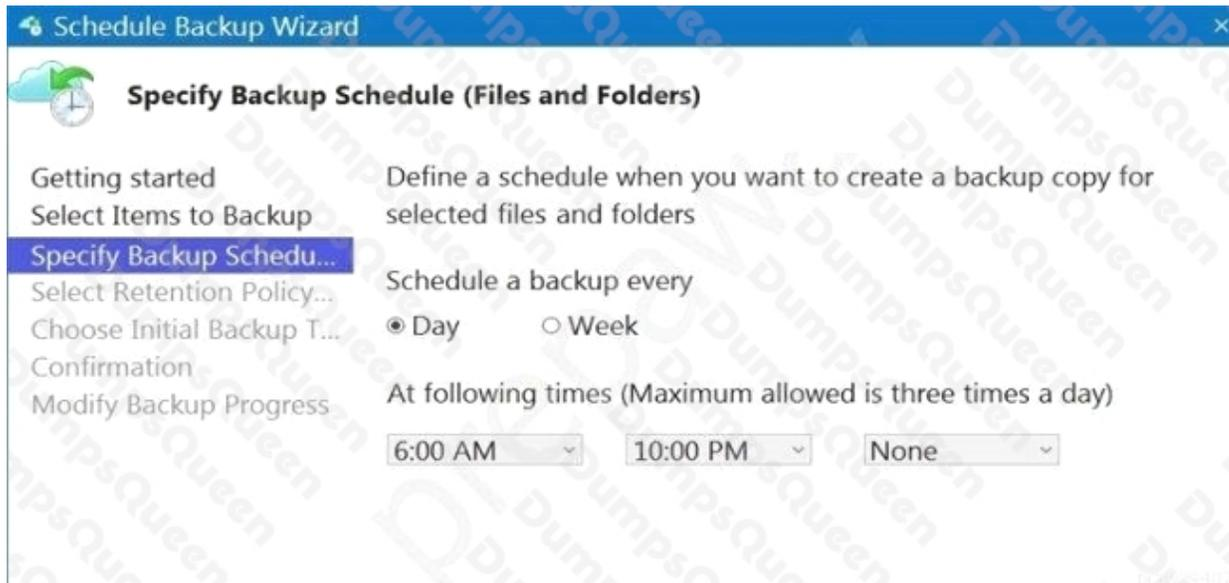 Schedule Backup Wizard
Specify Backup Schedule (Files and Folders)
Getting started
Select Items to Backup
Specify Backup Schedu...
Select Retention Policy...
Choose Initial Backup T...
Confirmation
Modify Backup Progress
Define a schedule when you want to create a backup copy for
selected files and folders
Schedule a backup every
Day Week
At following times (Maximum allowed is three times a day)
6:00 AM 10:00 PM None
DumpsQueen